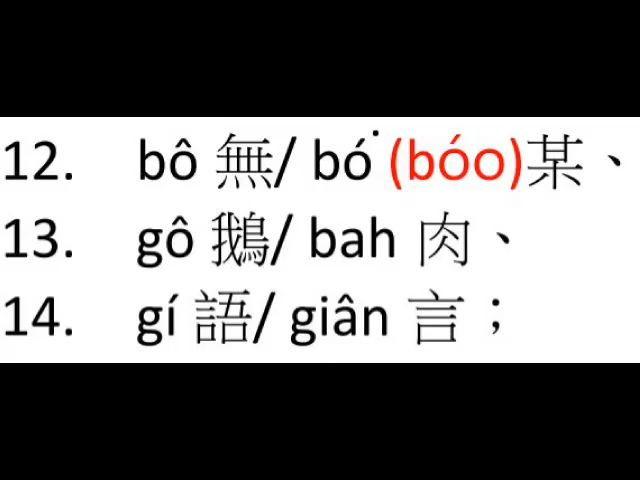 12. bô 無/ bó͘ (bóo)某、
13. gô 鵝/ bah 肉、
14. gí 語/ giân 言；